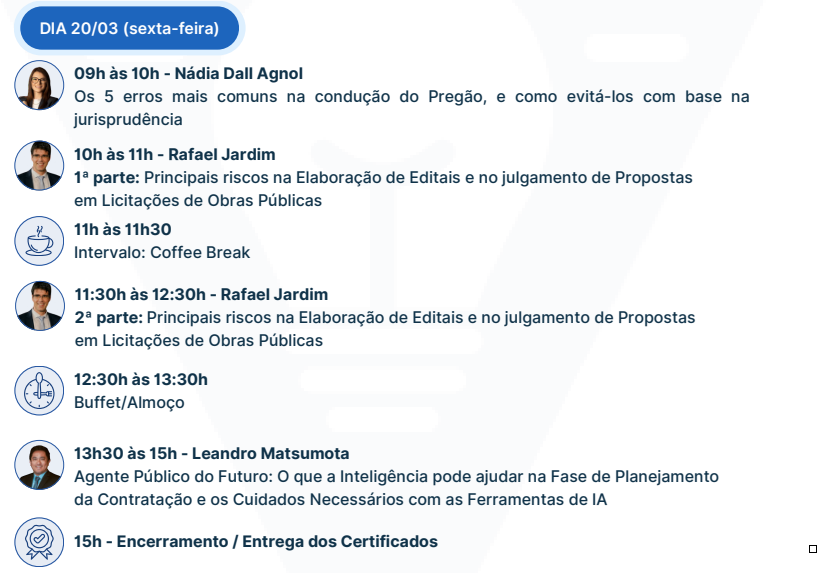 DIA 20/03 (sexta-feira)
09h às 10h - Nádia Dall Agnol
Os 5 erros mais comuns na condução do Pregão, e como evitá-los com base na
jurisprudência
10h às 11h - Rafael Jardim
1ª parte: Principais riscos na Elaboração de Editais e no julgamento de Propostas
em Licitações de Obras Públicas
11h às 11h30
Intervalo: Coffee Break
11:30h às 12:30h - Rafael Jardim
2ª parte: Principais riscos na Elaboração de Editais e no julgamento de Propostas
em Licitações de Obras Públicas
12:30h às 13:30h
Buffet/Almoço
13h30 às 15h - Leandro Matsumota
Agente Público do Futuro: O que a Inteligência pode ajudar na Fase de Planejamento
da Contratação e os Cuidados Necessários com as Ferramentas de IA
15h - Encerramento / Entrega dos Certificados